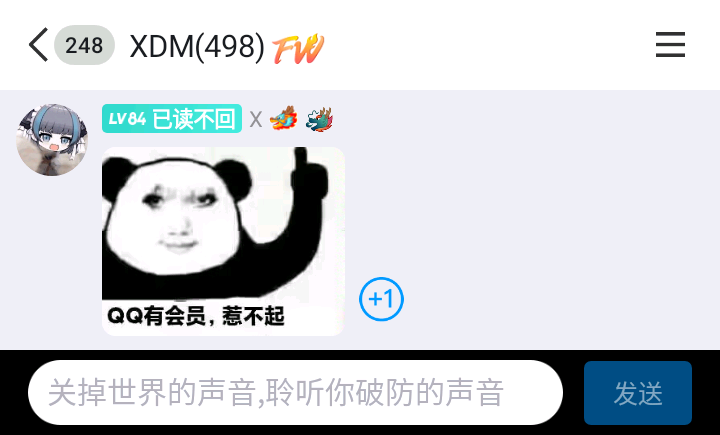 248 XDM(498) FW
LV84 已读不回 X
QQ有会员，惹不起
+1
关掉世界的声音,聆听你破防的声音
发送